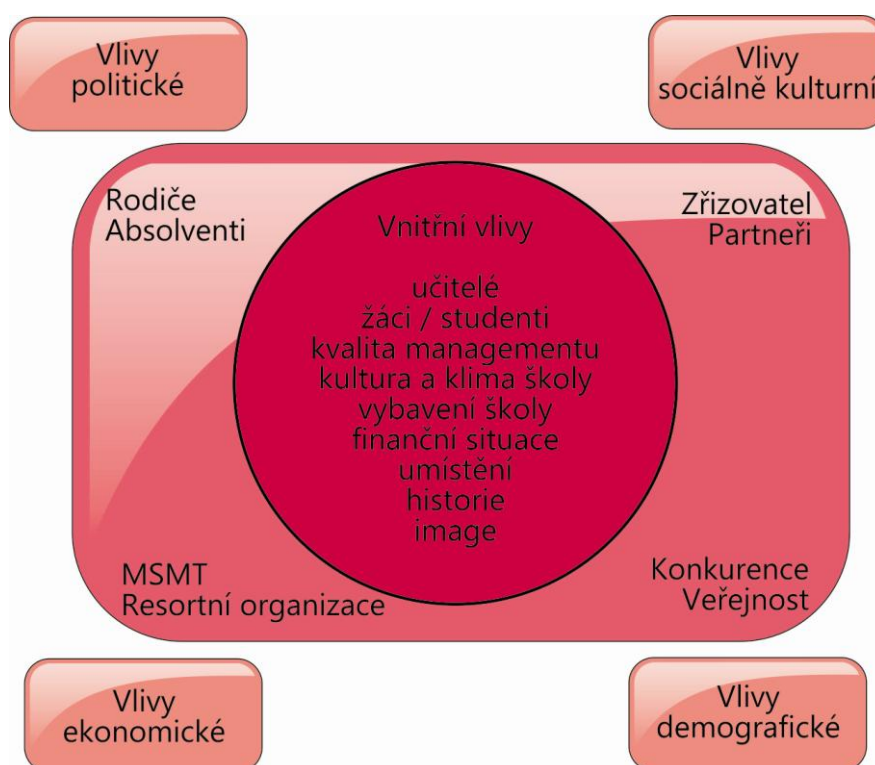 Vlivy
politické
Vlivy
sociálně kulturní
Rodiče
Absolventi
Zřizovatel
Partneři
Vnitřní vlivy
učitelé
žáci / studenti
kvalita managementu
kultura a klima školy
vybavení školy
finanční situace
umístění
historie
image
MSMT
Resortní organizace
Konkurence
Veřejnost
Vlivy
ekonomické
Vlivy
demografické